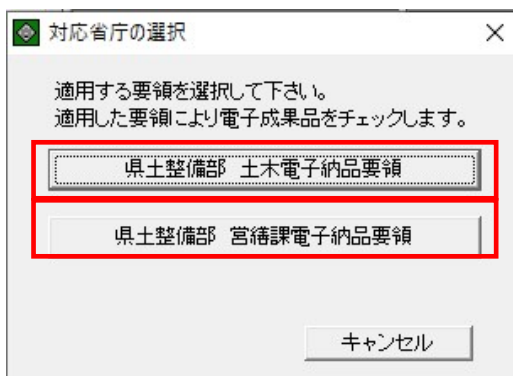 対応省庁の選択
適用する要領を選択して下さい。
適用した要領により電子成果品をチェックします。
県土整備部 土木電子納品要領
県土整備部 営繕課電子納品要領
キャンセル